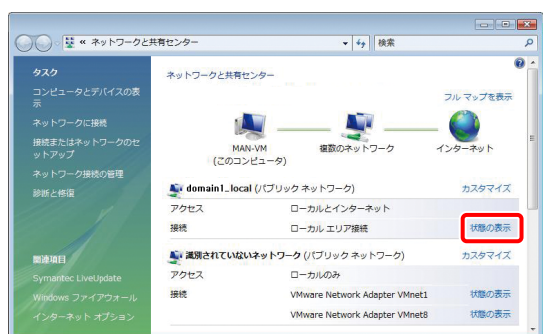 « ネットワークと共有センター
検索
タスク
コンピュータとデバイスの表
示
ネットワークに接続
接続またはネットワークのセ
ットアップ
ネットワーク接続の管理
診断と修復
関連項目
Symantec LiveUpdate
Windows ファイアウォール
インターネット オプション
ネットワークと共有センター
フル マップを表示
MAN-VM
(このコンピュータ)
複数のネットワーク
インターネット
domain1_local (パブリック ネットワーク) カスタマイズ
アクセス ローカルとインターネット
接続 ローカル エリア接続 状態の表示
識別されていないネットワーク (パブリック ネットワーク) カスタマイズ
アクセス ローカルのみ
接続 VMware Network Adapter VMnet1 状態の表示
VMware Network Adapter VMnet8 状態の表示